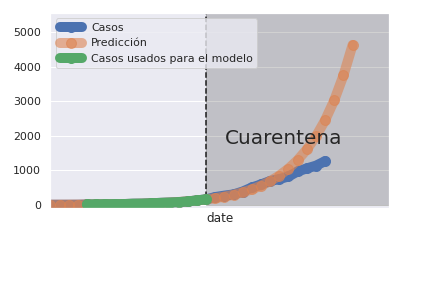 5000
4000
3000
2000
1000
0
Casos
Predicción
Casos usados para el modelo
Cuarentena
date